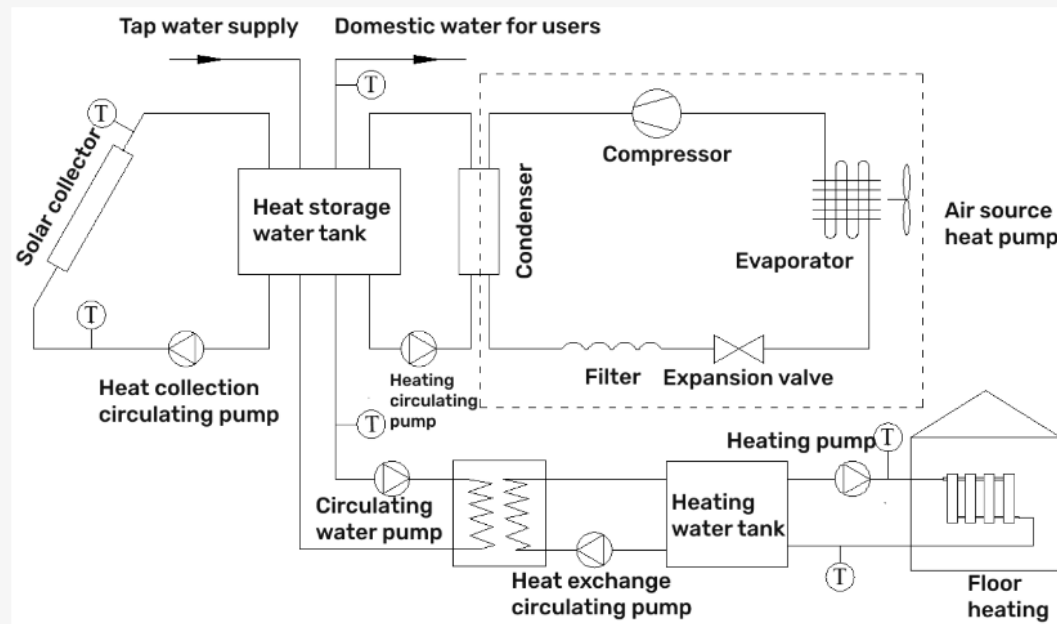 Tap water supply
Domestic water for users
T
T
Solar collector
Compressor
Heat storage
water tank
Condenser
Evaporator
Air source
heat pump
T
Heat collection
circulating pump
Heating
circulating
pump
Filter
Expansion valve
T
Heating pump
T
Circulating
water pump
Heating
water tank
Heat exchange
circulating pump
T
Floor
heating